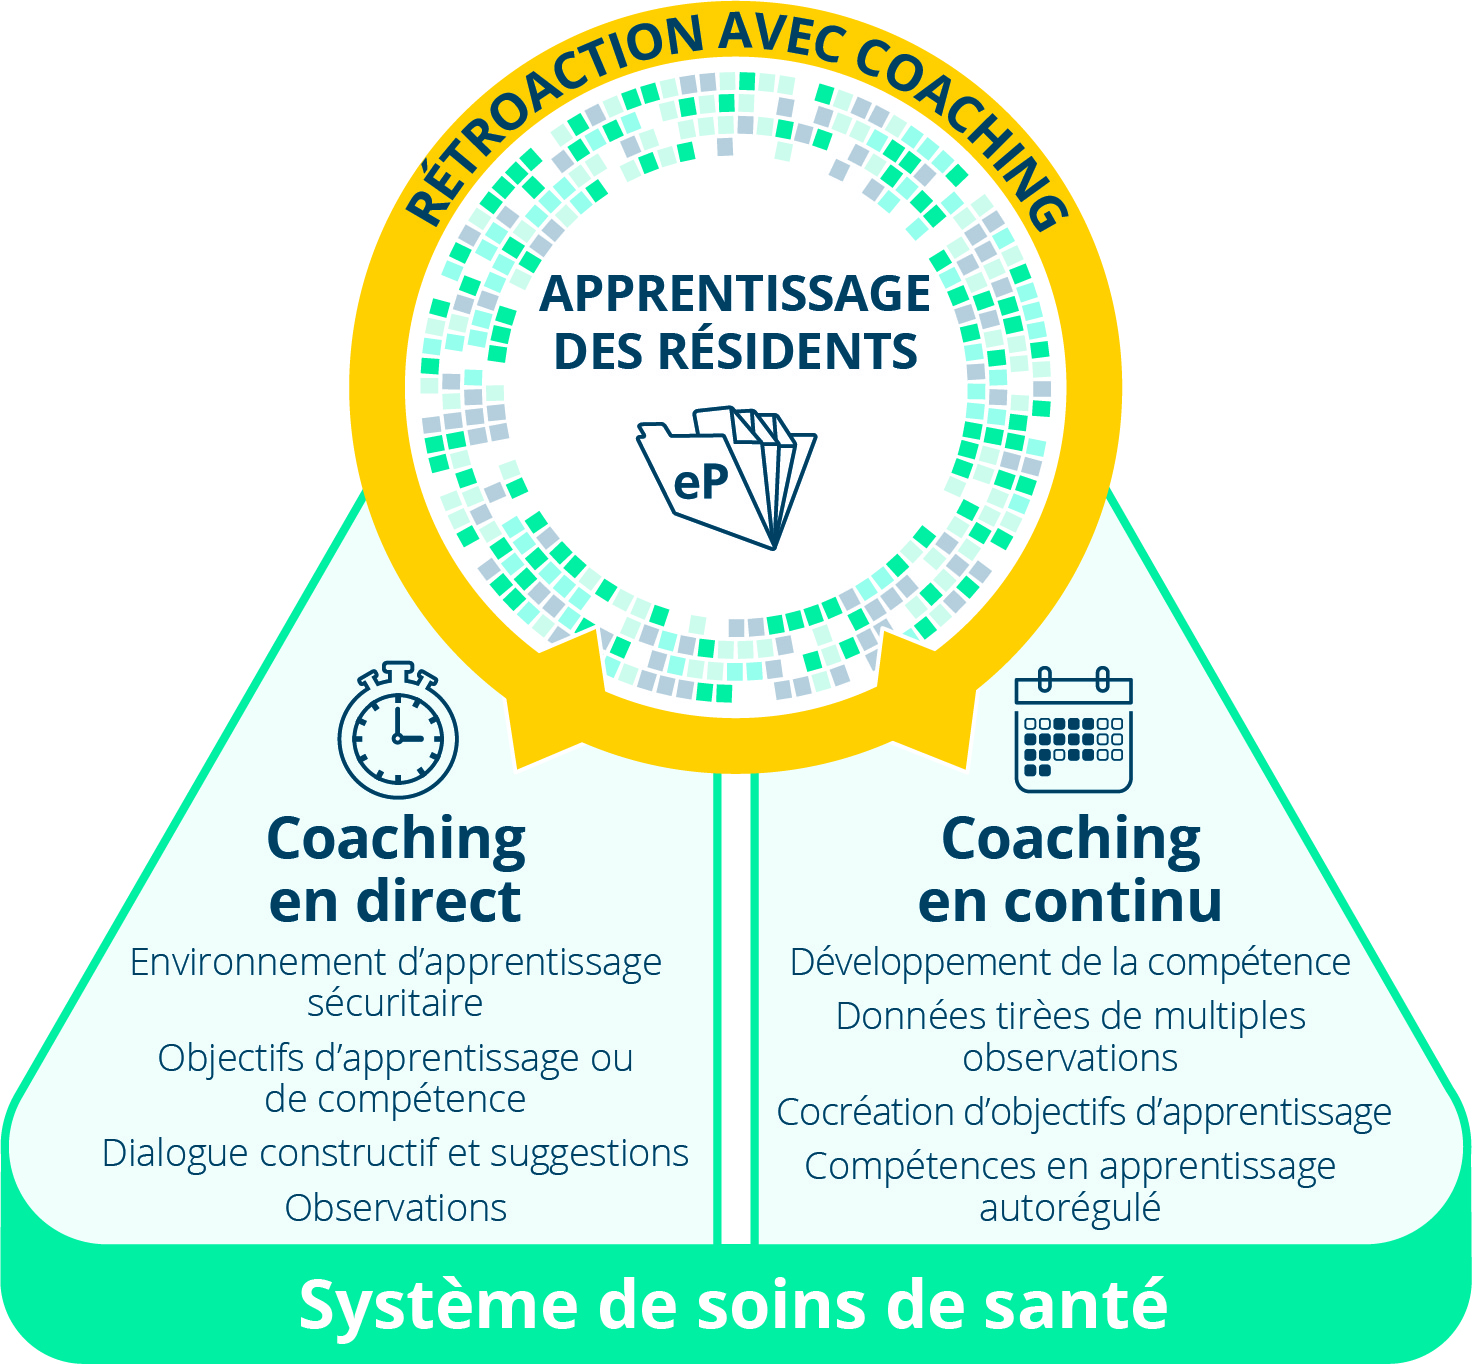 RÉTROACTION AVEC COACHING
APPRENTISSAGE
DES RÉSIDENTS
eP
Coaching
en direct
Environnement d’apprentissage
sécuritaire
Objectifs d’apprentissage ou
de compétence
Dialogue constructif et suggestions
Observations
Coaching
en continu
Développement de la compétence
Données tirèes de multiples
observations
Cocréation d’objectifs d’apprentissage
Compétences en apprentissage
autorégulé
Système de soins de santé